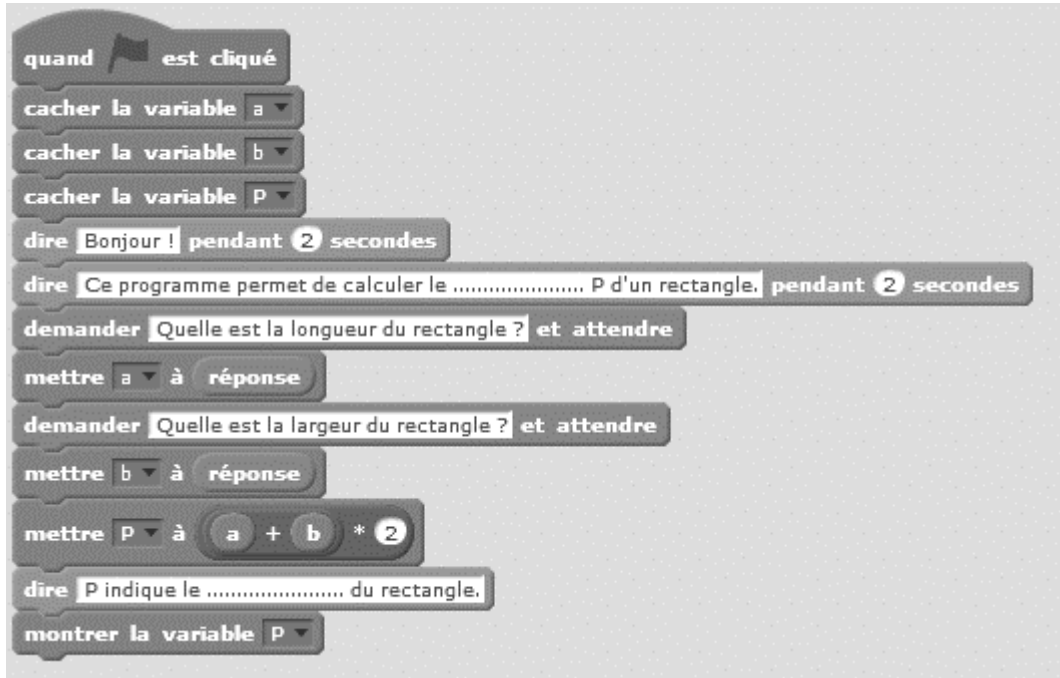 quand est cliqué
cacher la variable a
cacher la variable b
cacher la variable P
dire Bonjour ! pendant 2 secondes
dire Ce programme permet de calculer le ...................... P d'un rectangle. pendant 2 secondes
demander Quelle est la longueur du rectangle ? et attendre
mettre a à réponse
demander Quelle est la largeur du rectangle ? et attendre
mettre b à réponse
mettre P à a + b * 2
dire P indique le ....................... du rectangle.
montrer la variable P